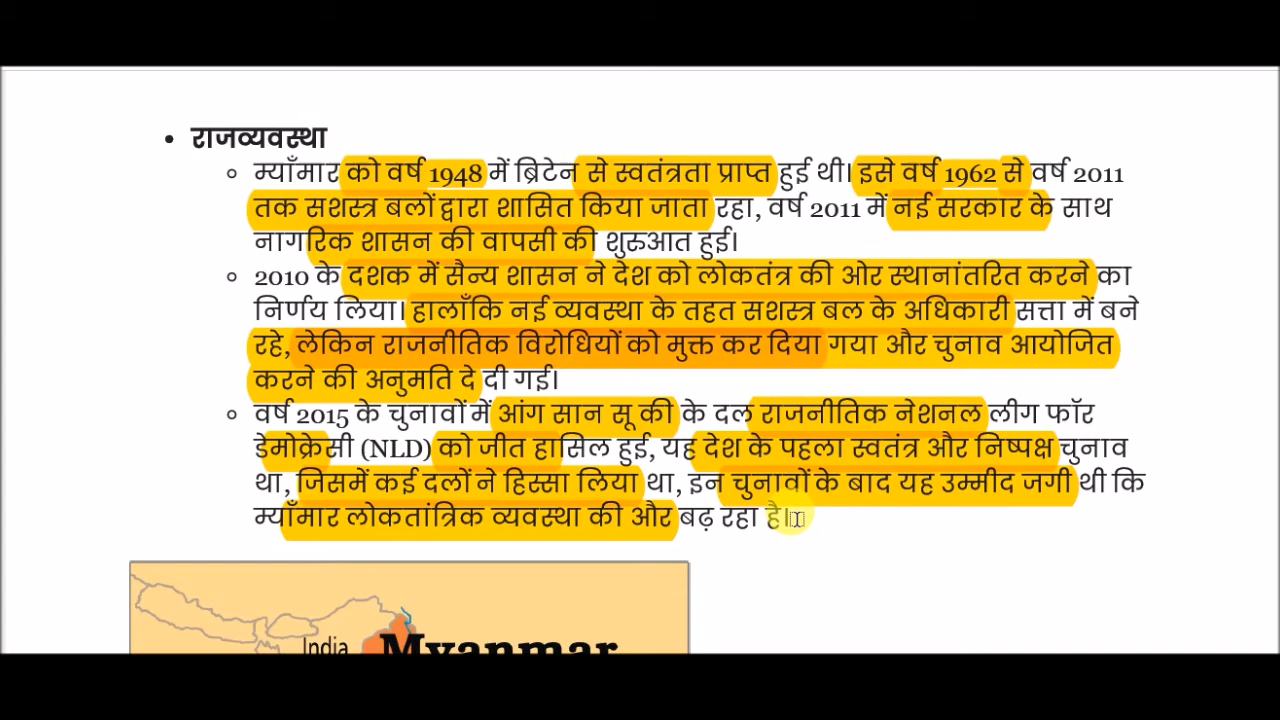 • राजव्यवस्था
○ म्याँमार को वर्ष 1948 में ब्रिटेन से स्वतंत्रता प्राप्त हुई थी। इसे वर्ष 1962 से वर्ष 2011
तक सशस्त्र बलों द्वारा शासित किया जाता रहा, वर्ष 2011 में नई सरकार के साथ
नागरिक शासन की वापसी की शुरुआत हुई।
○ 2010 के दशक में सैन्य शासन ने देश को लोकतंत्र की ओर स्थानांतरित करने का
निर्णय लिया। हालाँकि नई व्यवस्था के तहत सशस्त्र बल के अधिकारी सत्ता में बने
रहे, लेकिन राजनीतिक विरोधियों को मुक्त कर दिया गया और चुनाव आयोजित
करने की अनुमति दे दी गई।
○ वर्ष 2015 के चुनावों में आंग सान सू की के दल राजनीतिक नेशनल लीग फॉर
डेमोक्रेसी (NLD) को जीत हासिल हुई, यह देश के पहला स्वतंत्र और निष्पक्ष चुनाव
था, जिसमें कई दलों ने हिस्सा लिया था, इन चुनावों के बाद यह उम्मीद जगी थी कि
म्याँमार लोकतांत्रिक व्यवस्था की और बढ़ रहा है।
India Myanmar